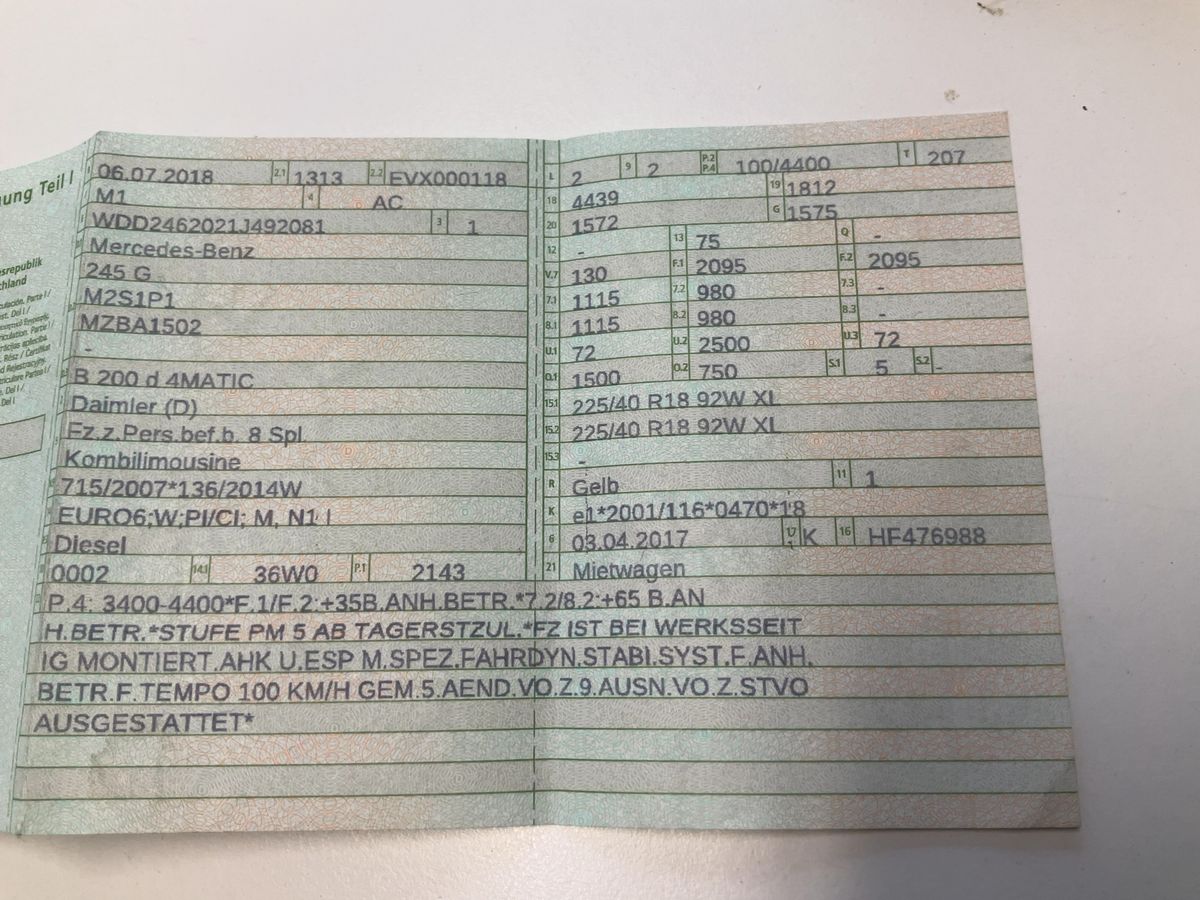 ung Teil I
esrepublik
chland
06.07.2018 2.1 1313 2.2 EVX000118
M1 4 AC
WDD2462021J492081 3 1
Mercedes-Benz
245 G
M2S1P1
MZBA1502
-
B 200 d 4MATIC
Daimler (D)
Fz.z.Pers.bef.b. 8 Spl
Kombilimousine
715/2007*136/2014W
EURO6;W;PI/CI; M, N1 I
Diesel
0002 14.1 36W0 P.1 2143
L 2 9 2 P.2 P.4 100/4400 T 207
18 4439 19 1812
20 1572 G 1575
12 - 13 75 Q -
V.7 130 F.1 2095 F.2 2095
7.1 1115 7.2 980 7.3 -
8.1 1115 8.2 980 8.3 -
U.1 72 U.2 2500 U.3 72
O.1 1500 O.2 750 S.1 5 S.2 -
15.1 225/40 R18 92W XL
15.2 225/40 R18 92W XL
15.3 -
R Gelb 11 1
K e1*2001/116*0470*18
6 03.04.2017 17 K 16 HF476988
21 Mietwagen
P.4: 3400-4400*F.1/F.2:+35B.ANH.BETR.*7.2/8.2:+65 B.AN
H.BETR.*STUFE PM 5 AB TAGERSTZUL.*FZ IST BEI WERKSSEIT
IG MONTIERT.AHK U.ESP M.SPEZ.FAHRDYN.STABI.SYST.F.ANH.
BETR.F.TEMPO 100 KM/H GEM.5.AEND.VO.Z.9.AUSN.VO.Z.STVO
AUSGESTATTET*